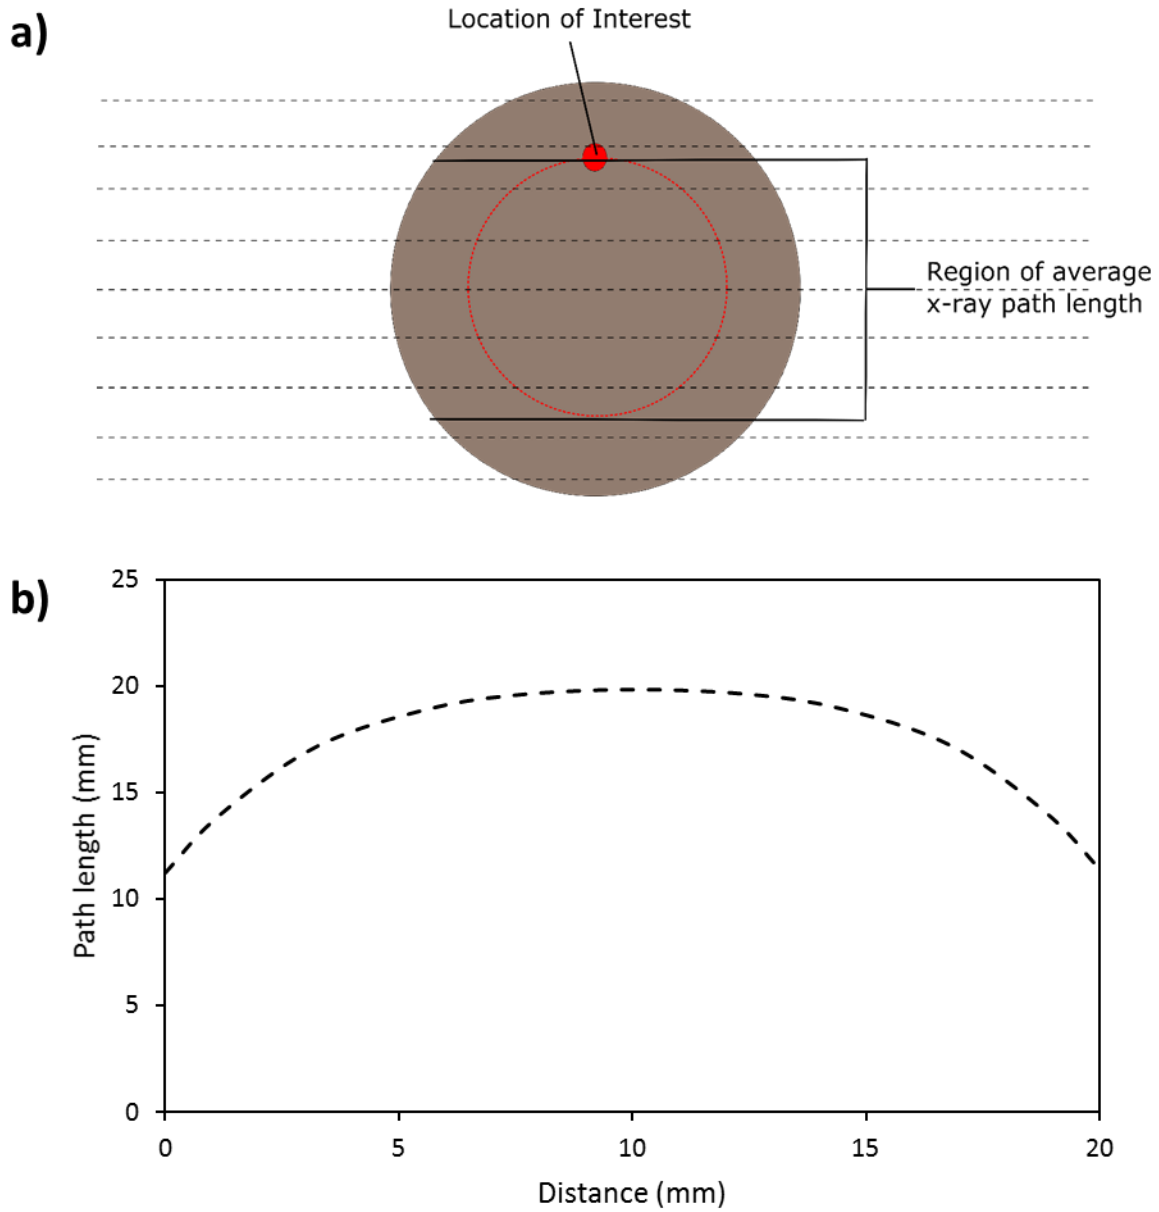 a)
Location of Interest
Region of average
x-ray path length
b)
25
20
15
10
5
0
Path length (mm)
0 5 10 15 20
Distance (mm)